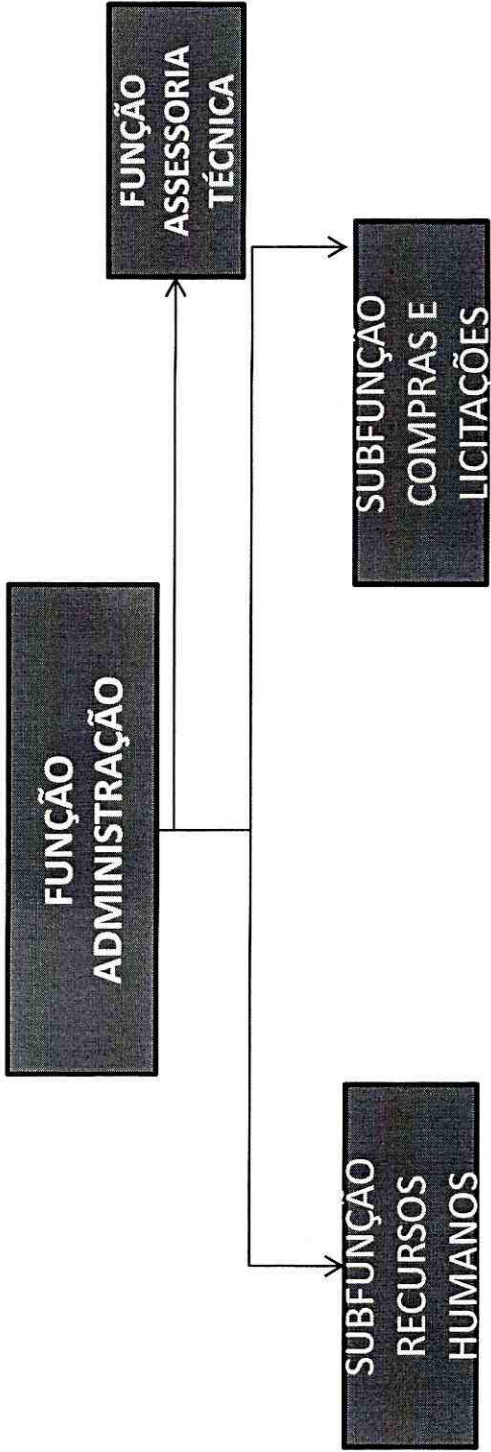 FUNÇÃO
ADMINISTRAÇÃO
FUNÇÃO
ASSESSORIA
TÉCNICA
SUBFUNÇÃO
RECURSOS
HUMANOS
SUBFUNÇÃO
COMPRAS E
LICITAÇÕES